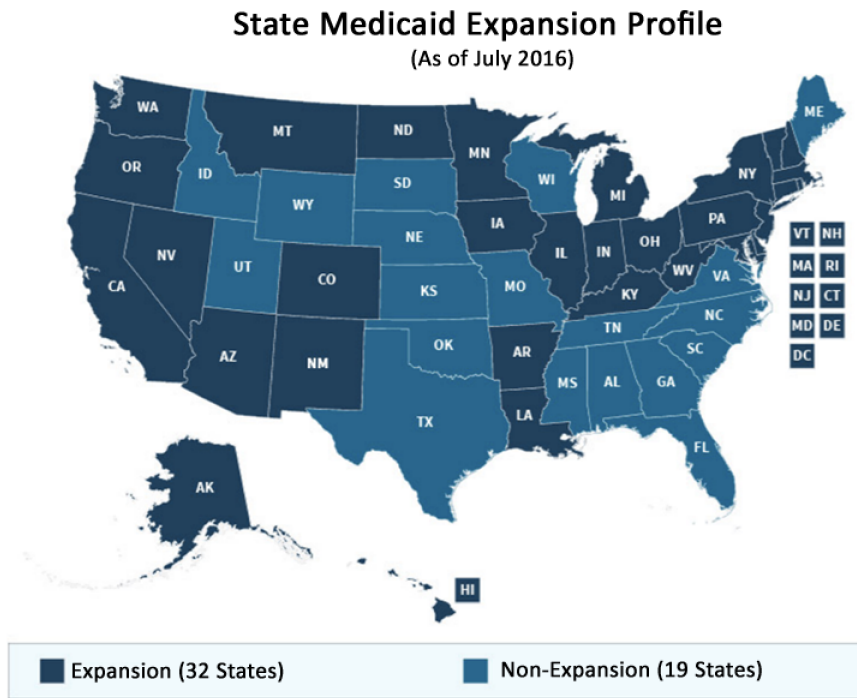 State Medicaid Expansion Profile
(As of July 2016)
WA
MT
ND
MN
ME
OR
ID
SD
WI
MI
NY
WY
IA
PA
NE
NV
UT
CO
IL
IN
OH
WV
VA
VT NH
MA RI
NJ CT
MD DE
DC
CA
KS
MO
KY
NC
TN
AZ
NM
OK
AR
SC
MS
AL
GA
TX
LA
FL
AK
HI
Expansion (32 States)
Non-Expansion (19 States)